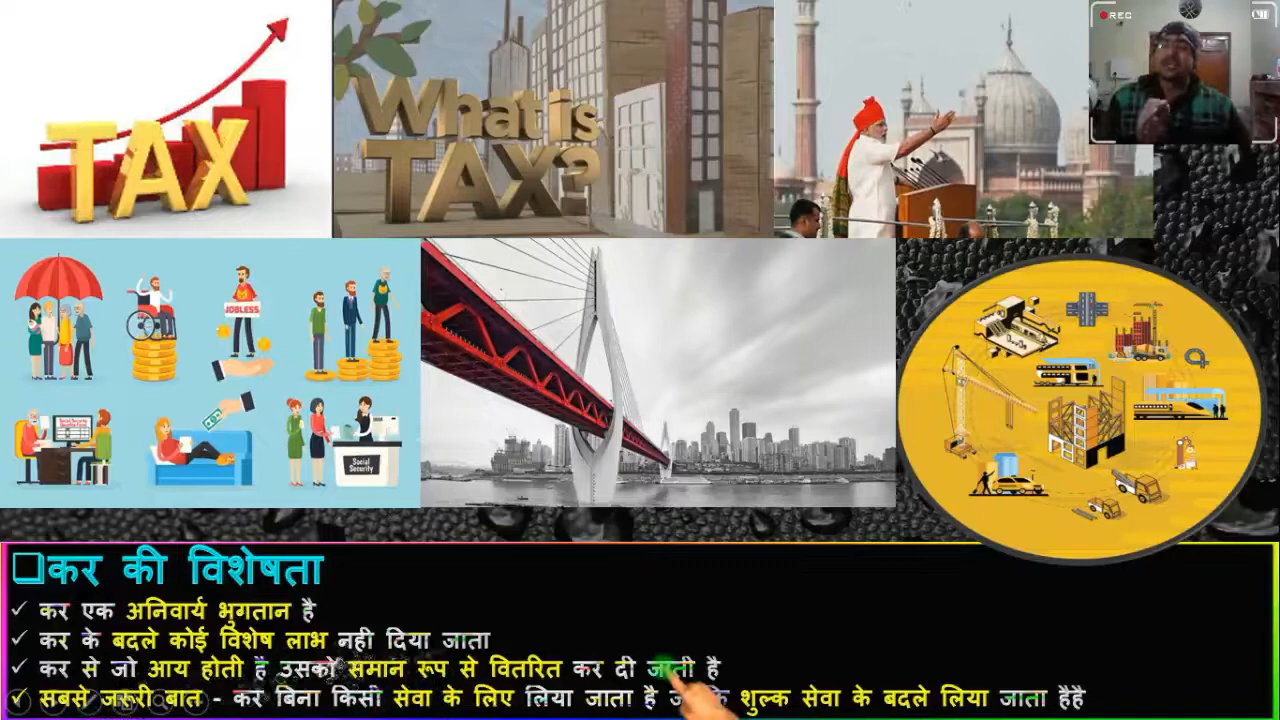 TAX
What is
TAX?
REC
JOBLESS
Social
Security
❑कर की विशेषता
✓ कर एक अनिवार्य भुगतान है
✓ कर के बदले कोई विशेष लाभ नही दिया जाता
✓ कर से जो आय होती है उसको समान रूप से वितरित कर दी जाती है
✓ सबसे जरूरी बात - कर बिना किसी सेवा के लिए लिया जाता है शुल्क सेवा के बदले लिया जाता हैहै